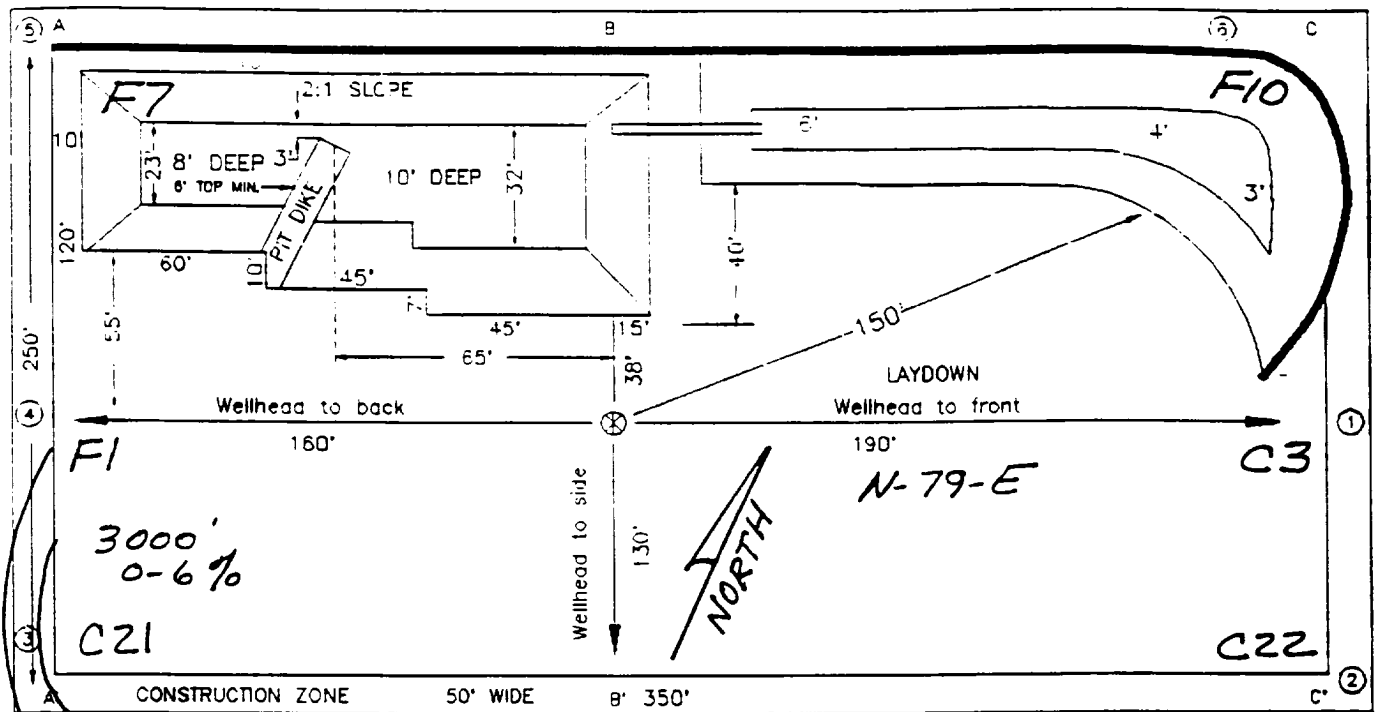 ⑤ A B ⑥ C
F7 2:1 SLOPE F10
6' 4'
10' 23' 8' DEEP 3' 10' DEEP 32'
6' TOP MIN.
3'
PIT DIKE
120' 60' 10' 45' 40'
55' 45' 15' 150'
250' 65' 38' LAYDOWN
④ Wellhead to back Wellhead to front ①
160' 190'
F1 C3
N-79-E
Wellhead to side
130'
3000'
0-6%
NORTH
③ C21 C22
②
A' CONSTRUCTION ZONE 50' WIDE B' 350' C'